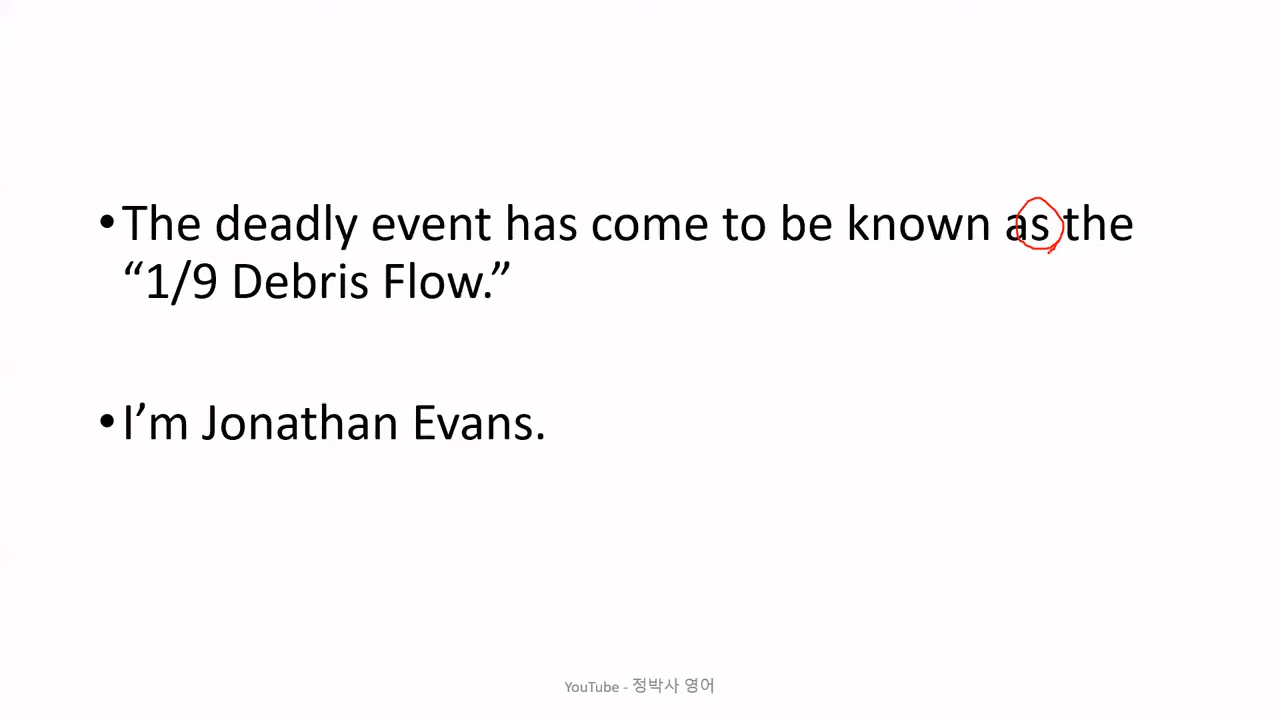 •The deadly event has come to be known as the
“1/9 Debris Flow.”
•I’m Jonathan Evans.
YouTube - 정박사 영어